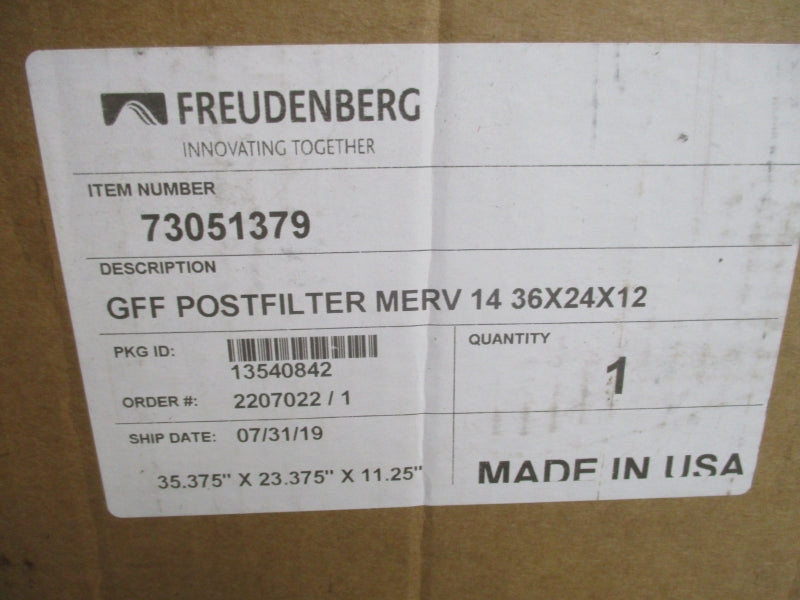 FREUDENBERG
INNOVATING TOGETHER
ITEM NUMBER
73051379
DESCRIPTION
GFF POSTFILTER MERV 14 36X24X12
PKG ID:
13540842
ORDER #: 2207022 / 1
SHIP DATE: 07/31/19
35.375" X 23.375" X 11.25"
QUANTITY
1
MADE IN USA